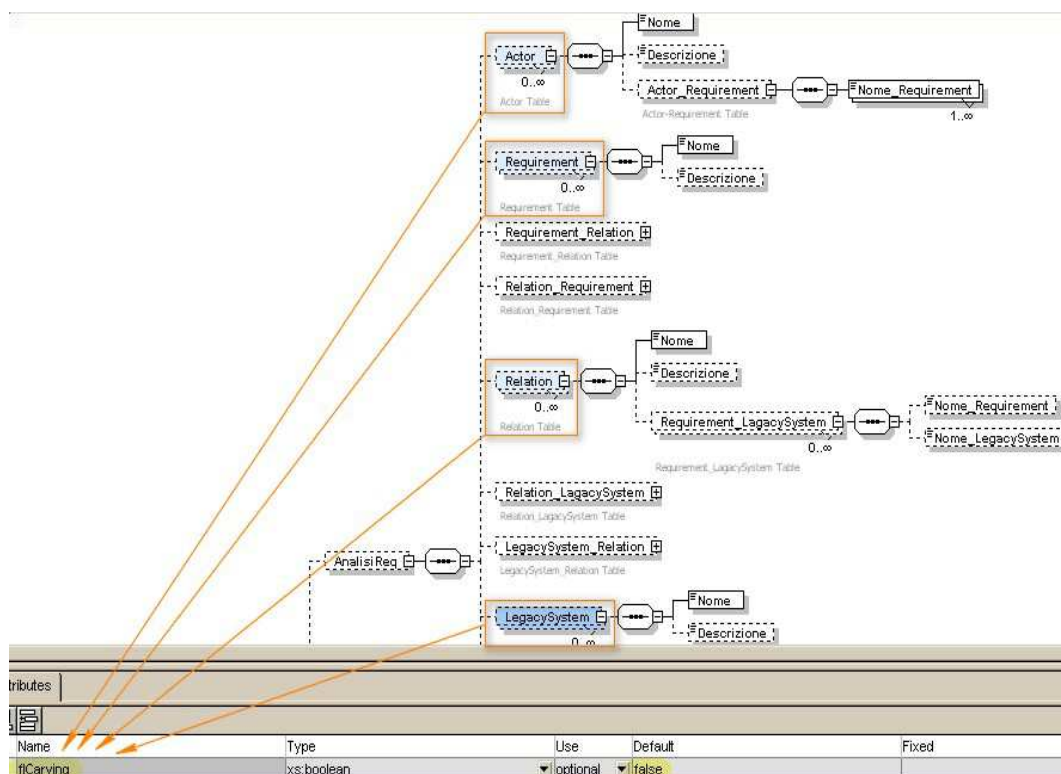 Nome
Actor
Descrizione
0..∞
Actor_Requirement
Nome_Requirement
Actor Table
Actor-Requirement Table
1..∞
Nome
Requirement
Descrizione
0..∞
Requirement Table
Requirement_Relation
Requirement_Relation Table
Relation_Requirement
Relation_Requirement Table
Nome
Relation
Descrizione
0..∞
Nome_Requirement
Relation Table
Requirement_LagacySystem
Nome_LegacySystem
0..∞
Requirement_LagacySystem Table
Relation_LagacySystem
Relation_LagacySystem Table
LegacySystem_Relation
AnalisiReq
LegacySystem_Relation Table
Nome
LegacySystem
Descrizione
0..∞
tributes
Name Type Use Default Fixed
flCarving xs:boolean optional false